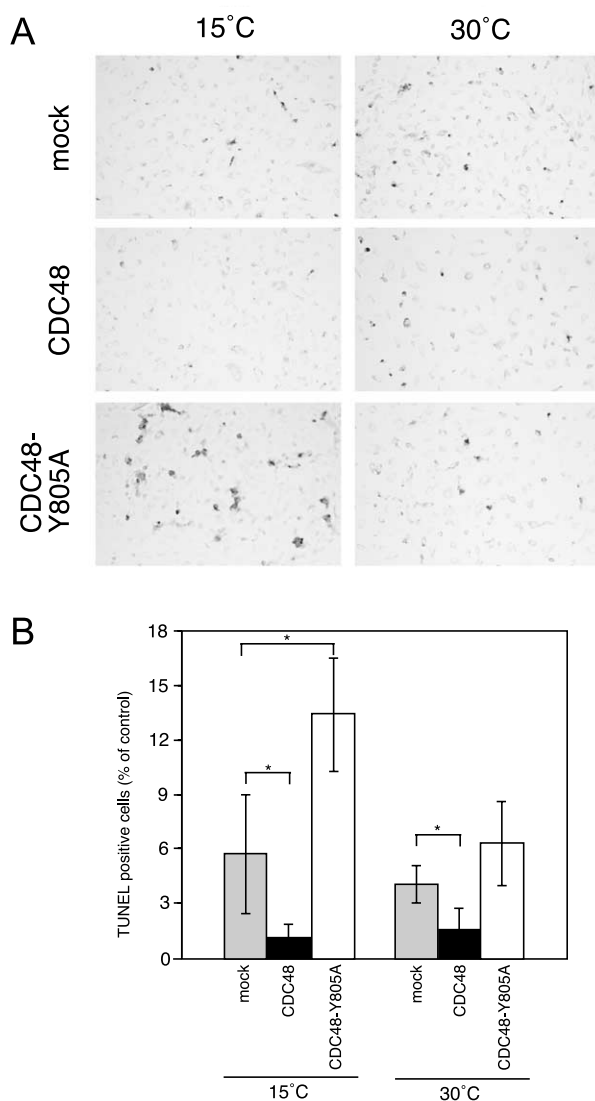 A
15˚C
30˚C
mock
CDC48
CDC48-
Y805A
B
TUNEL positive cells (% of control)
18
15
12
9
6
3
0
*
*
*
mock
CDC48
CDC48-Y805A
mock
CDC48
CDC48-Y805A
15˚C
30˚C